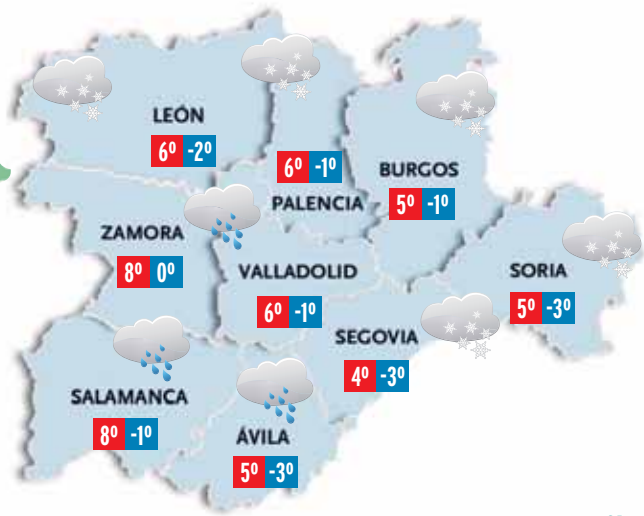 LEÓN
6º -2º
6º -1º
PALENCIA
BURGOS
5º -1º
ZAMORA
8º 0º
VALLADOLID
6º -1º
SORIA
5º -3º
SEGOVIA
4º -3º
SALAMANCA
8º -1º
ÁVILA
5º -3º